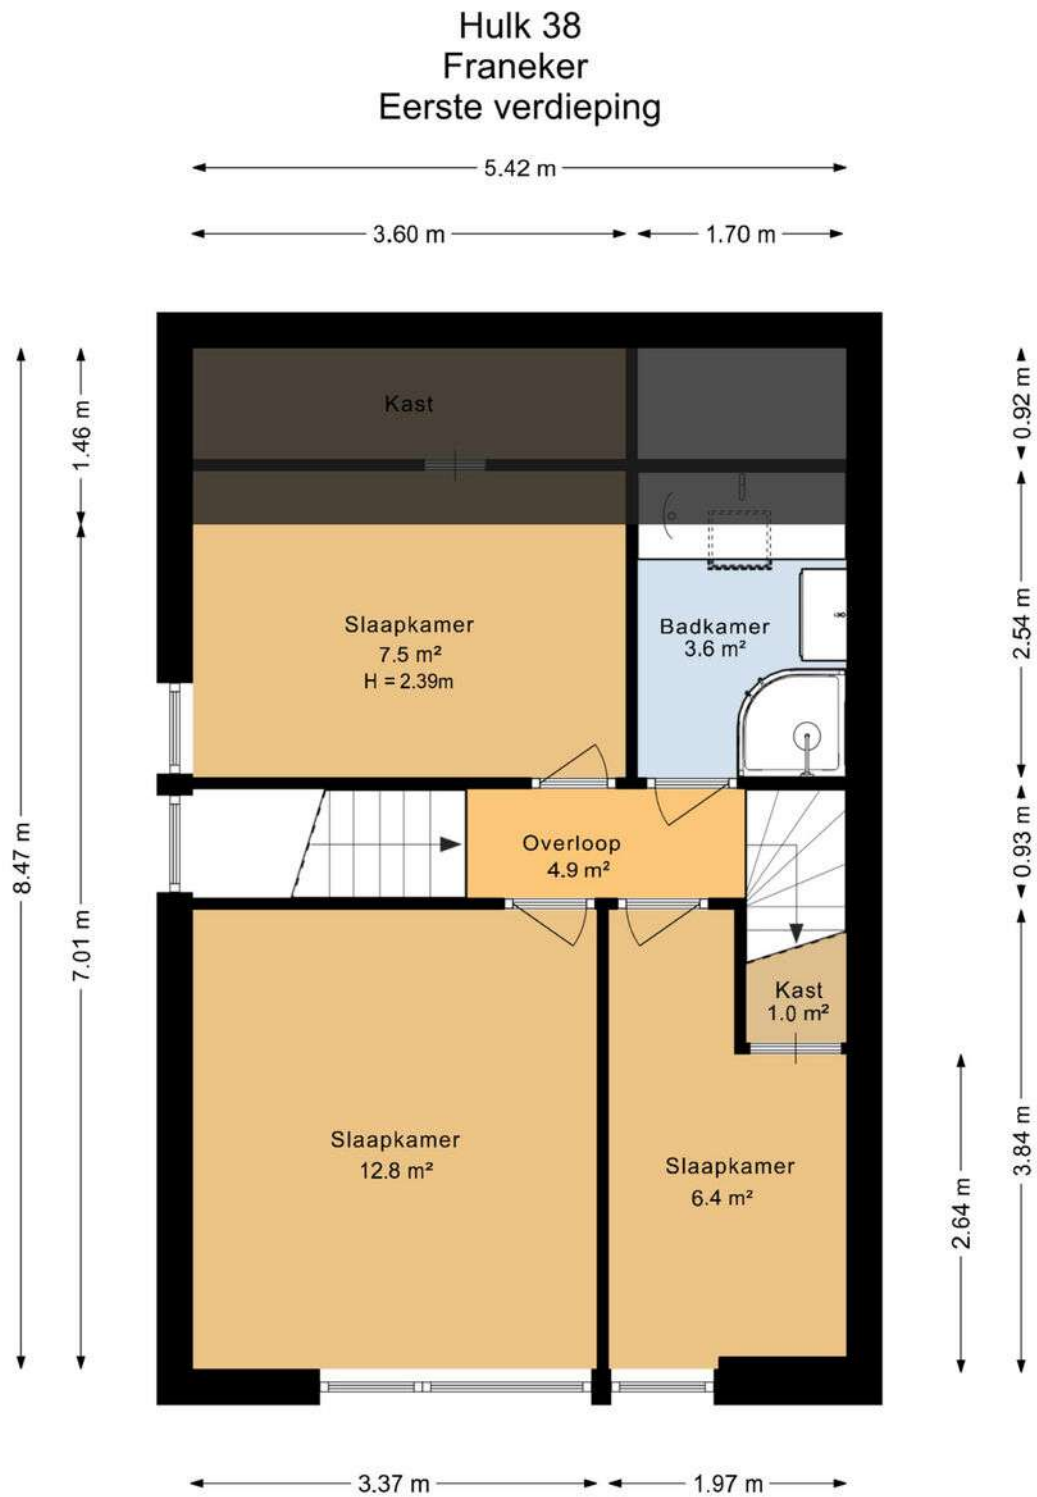 Hulk 38
Franeker
Eerste verdieping
5.42 m
3.60 m
1.70 m
8.47 m
1.46 m
7.01 m
0.92 m
2.54 m
0.93 m
3.84 m
2.64 m
Kast
Slaapkamer
7.5 m²
H = 2.39m
Badkamer
3.6 m²
Overloop
4.9 m²
Kast
1.0 m²
Slaapkamer
12.8 m²
Slaapkamer
6.4 m²
3.37 m
1.97 m